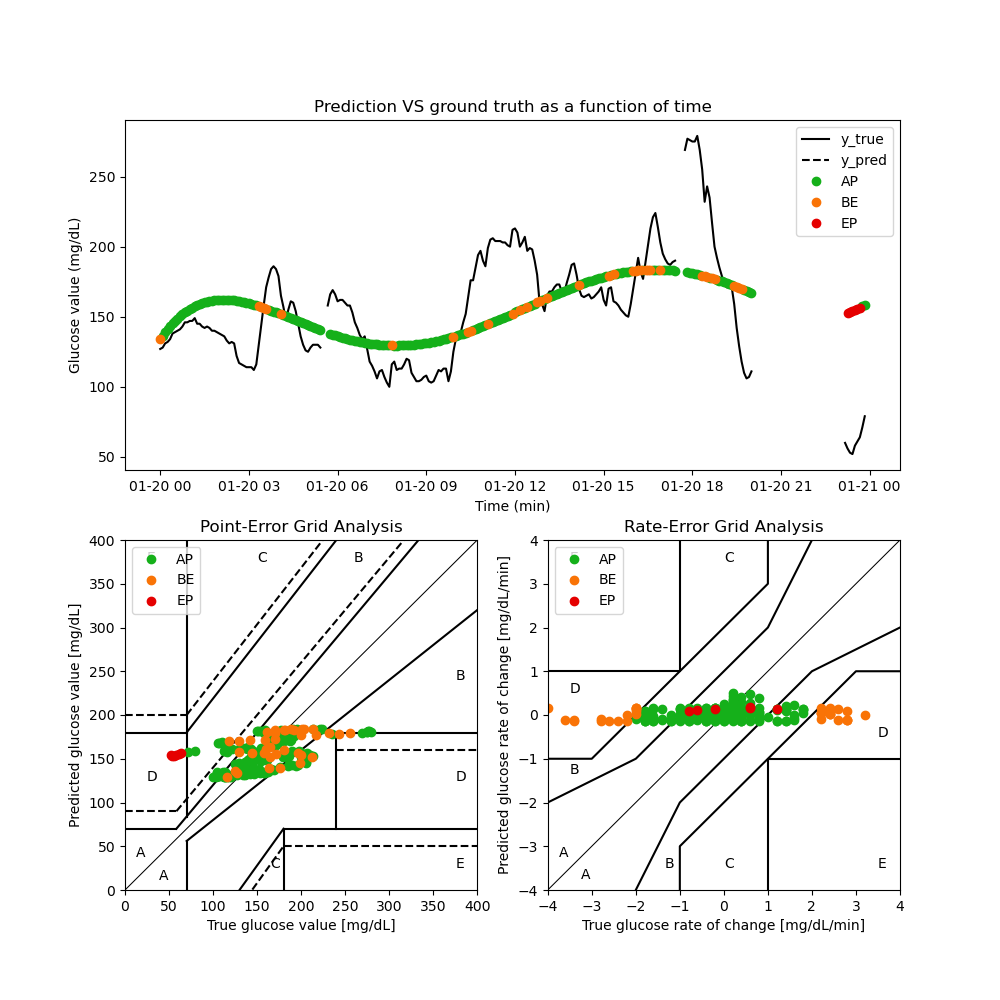 Prediction VS ground truth as a function of time
Glucose value (mg/dL)
250
200
150
100
50
y_true
y_pred
AP
BE
EP
01-20 00 01-20 03 01-20 06 01-20 09 01-20 12 01-20 15 01-20 18 01-20 21 01-21 00
Time (min)
Point-Error Grid Analysis
Predicted glucose value [mg/dL]
400
350
300
250
200
150
100
50
0
AP
BE
EP
C
B
B
D
D
A
A
C
E
0 50 100 150 200 250 300 350 400
True glucose value [mg/dL]
Rate-Error Grid Analysis
Predicted glucose rate of change [mg/dL/min]
4
3
2
1
0
−1
−2
−3
−4
AP
BE
EP
C
D
D
B
A
A
B
C
E
−4 −3 −2 −1 0 1 2 3 4
True glucose rate of change [mg/dL/min]